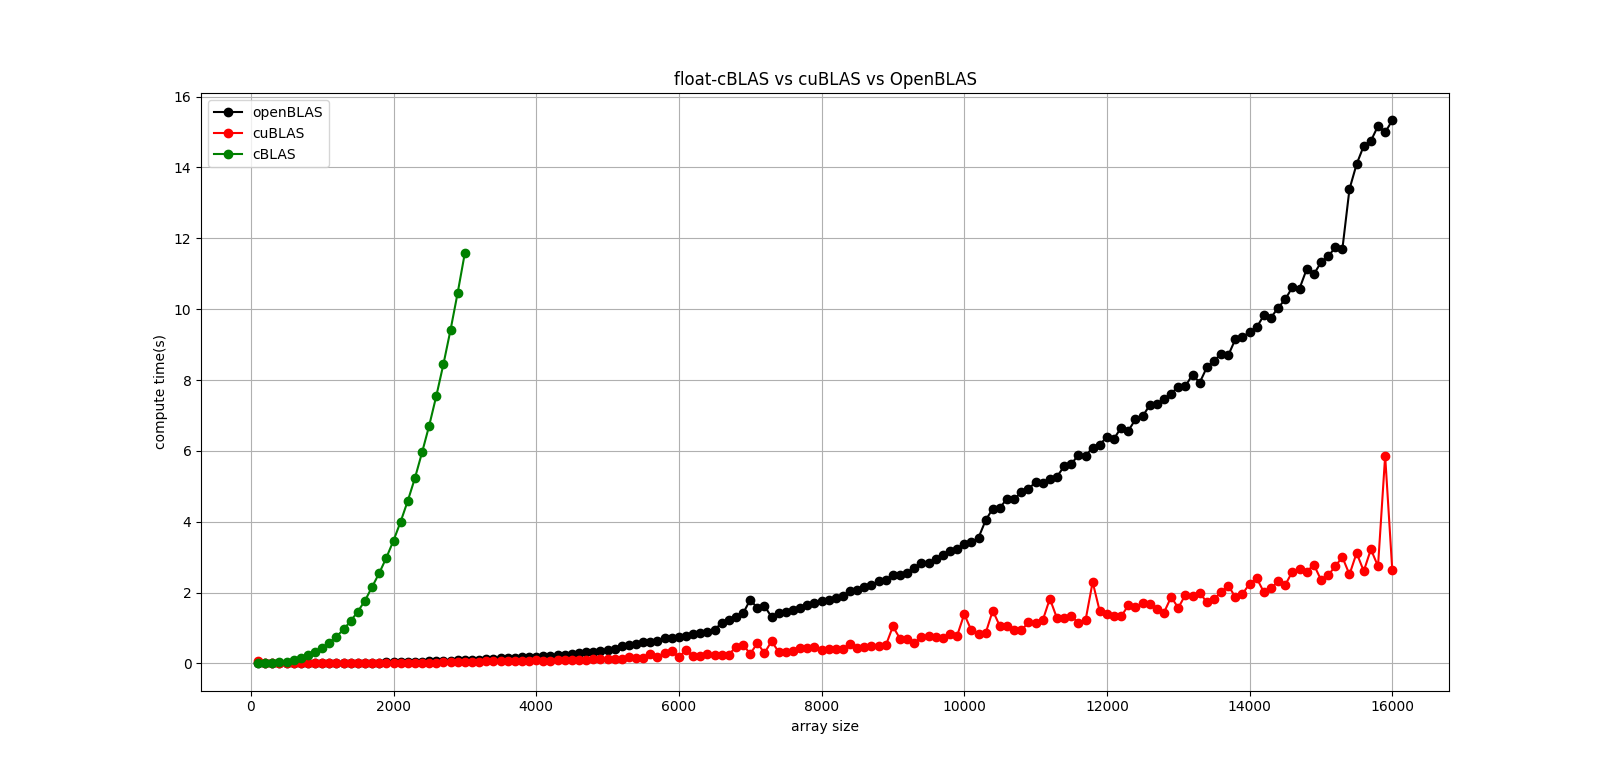 float-cBLAS vs cuBLAS vs OpenBLAS
openBLAS
cuBLAS
cBLAS
compute time(s)
16
14
12
10
8
6
4
2
0
0 2000 4000 6000 8000 10000 12000 14000 16000
array size